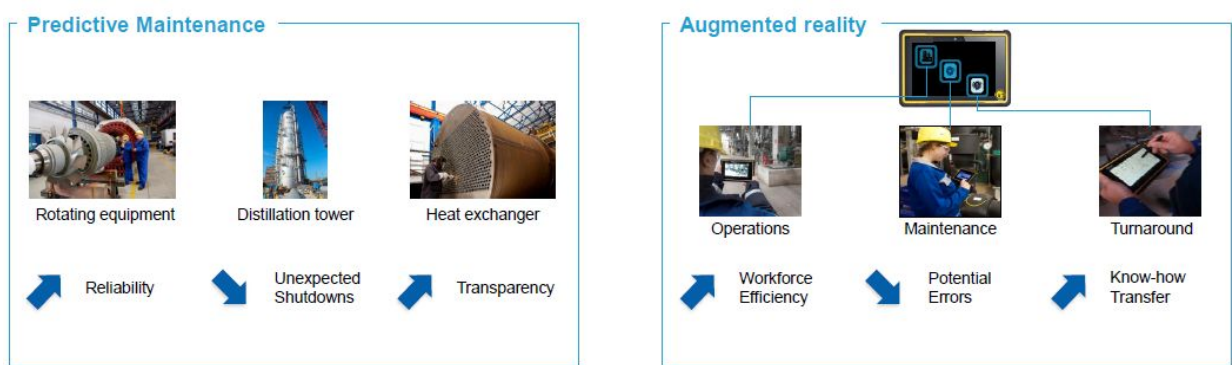 Predictive Maintenance
Rotating equipment
Distillation tower
Heat exchanger
Reliability
Unexpected
Shutdowns
Transparency
Augmented reality
Operations
Maintenance
Turnaround
Workforce
Efficiency
Potential
Errors
Know-how
Transfer